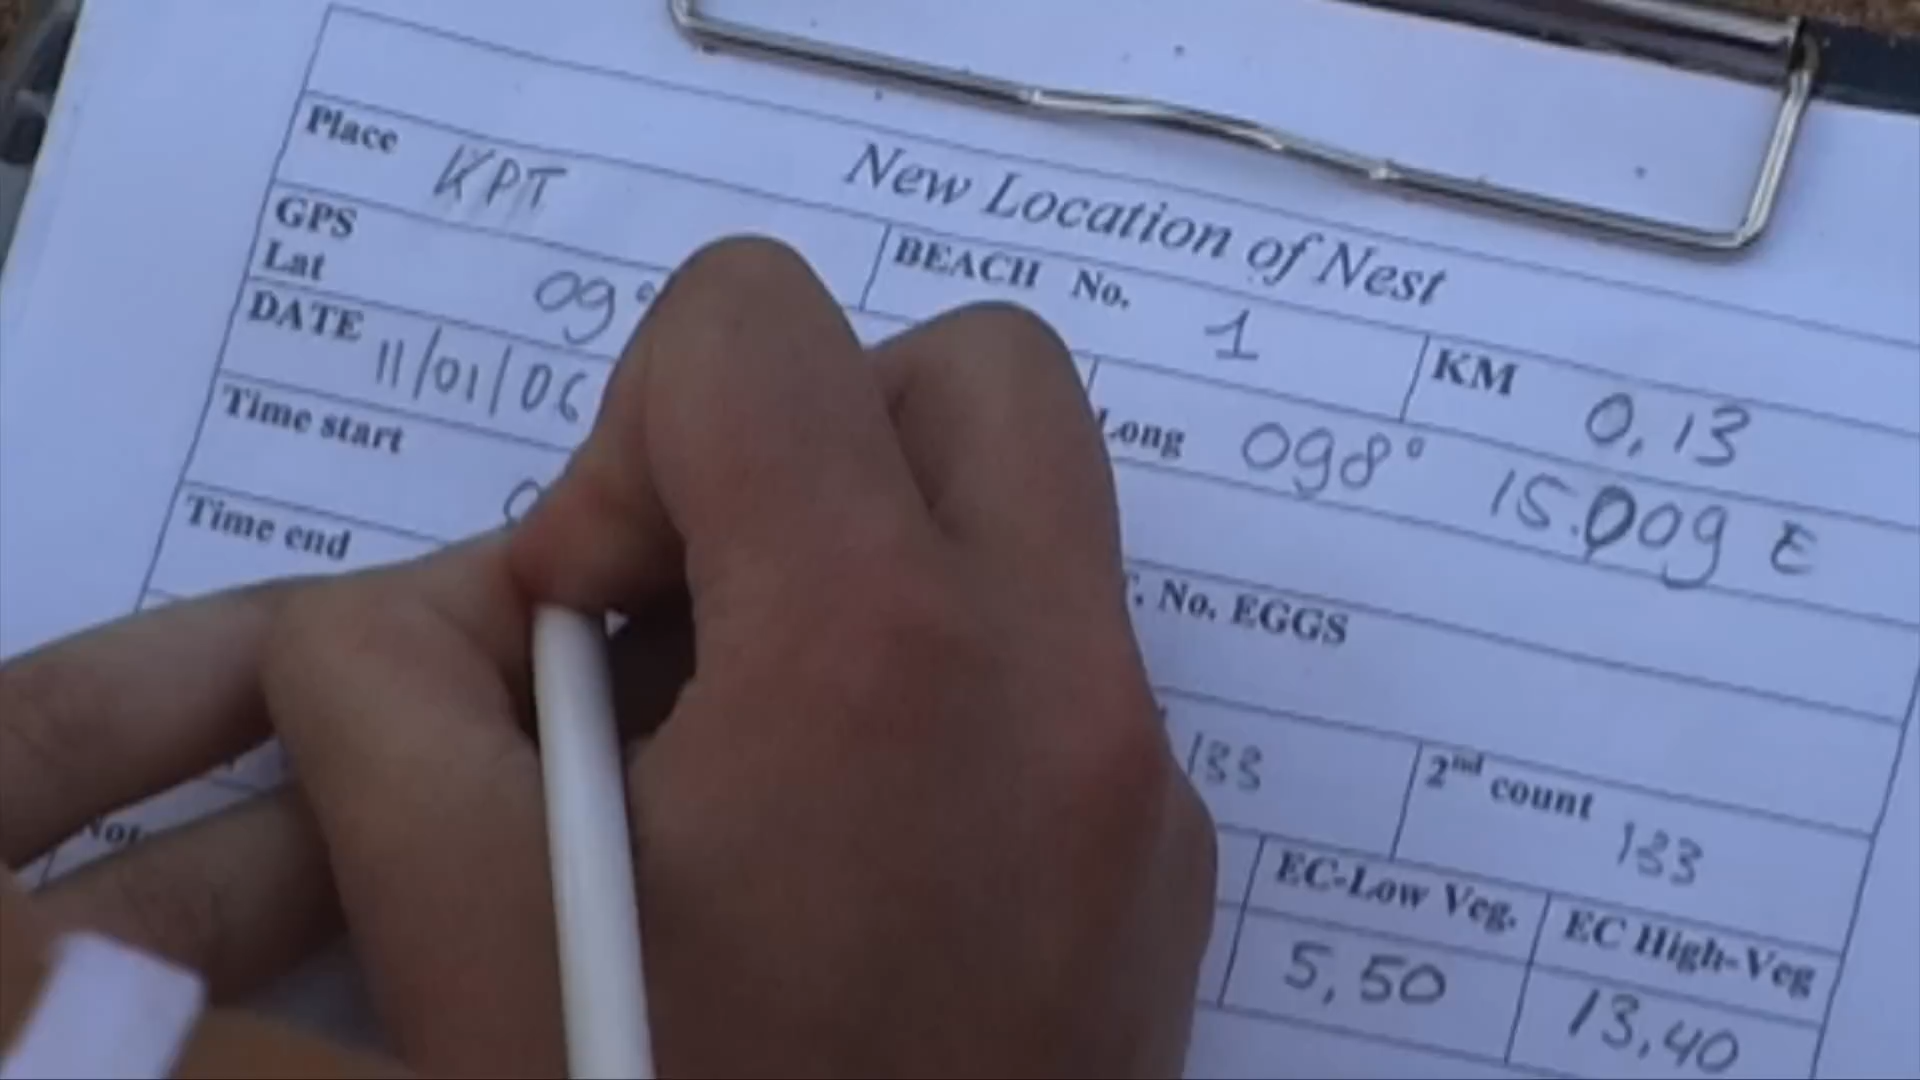 New Location of Nest
Place KPT BEACH No. 1 KM 0,13
GPS
Lat 09° Long 098° 15.009 E
DATE 11/01/06
Time start
Time end No. EGGS
133 2nd count 133
EC-Low Veg. EC High-Veg
5,50 13,40